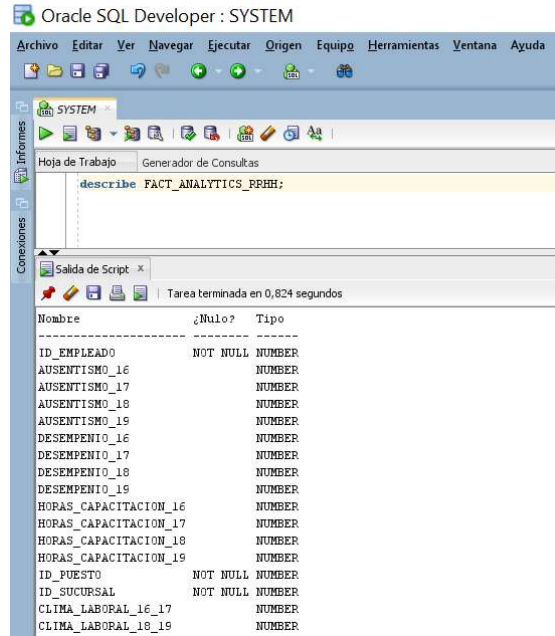 Oracle SQL Developer : SYSTEM
Archivo Editar Ver Navegar Ejecutar Origen Equipo Herramientas Ventana Ayuda
SYSTEM
Informes
Conexiones
Hoja de Trabajo Generador de Consultas
describe FACT_ANALYTICS_RRHH;
Salida de Script
Tarea terminada en 0,824 segundos
Nombre ¿Nulo? Tipo
---------------------- -------- ------
ID_EMPLEADO NOT NULL NUMBER
AUSENTISMO_16 NUMBER
AUSENTISMO_17 NUMBER
AUSENTISMO_18 NUMBER
AUSENTISMO_19 NUMBER
DESEMPENIO_16 NUMBER
DESEMPENIO_17 NUMBER
DESEMPENIO_18 NUMBER
DESEMPENIO_19 NUMBER
HORAS_CAPACITACION_16 NUMBER
HORAS_CAPACITACION_17 NUMBER
HORAS_CAPACITACION_18 NUMBER
HORAS_CAPACITACION_19 NUMBER
ID_PUESTO NOT NULL NUMBER
ID_SUCURSAL NOT NULL NUMBER
CLIMA_LABORAL_16_17 NUMBER
CLIMA_LABORAL_18_19 NUMBER